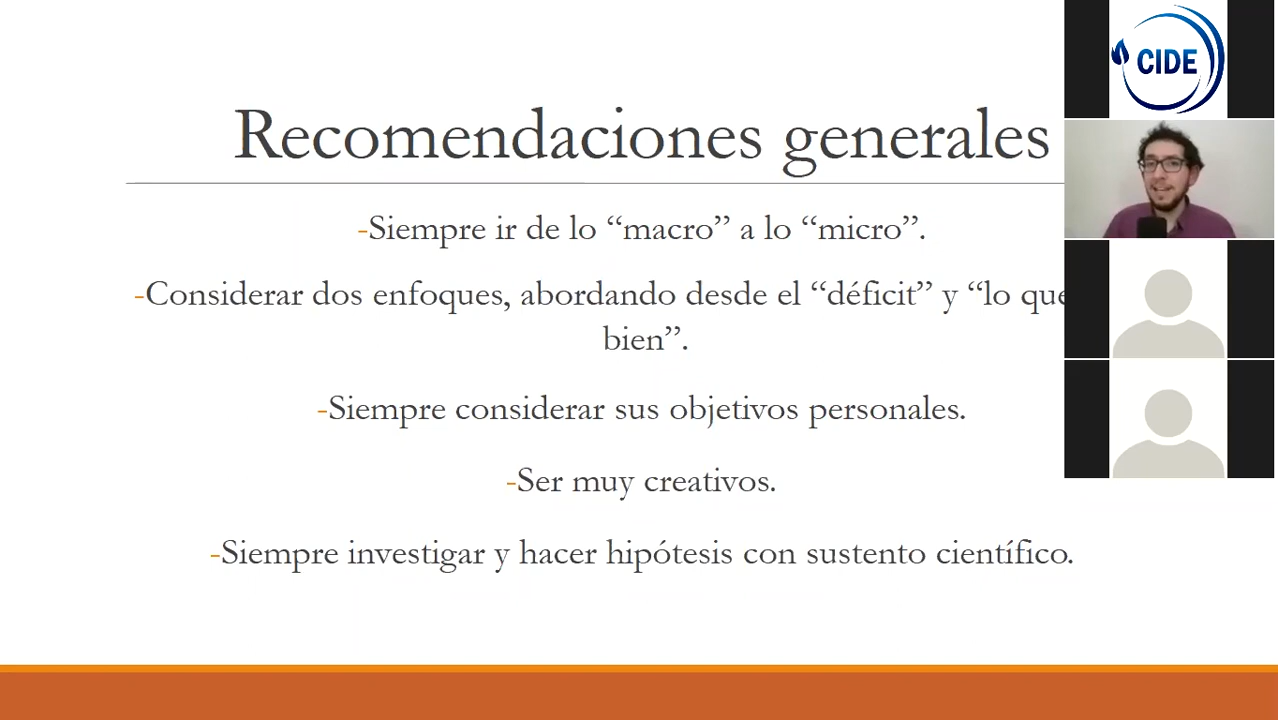 Recomendaciones generales
-Siempre ir de lo “macro” a lo “micro”.
-Considerar dos enfoques, abordando desde el “déficit” y “lo que
bien”.
-Siempre considerar sus objetivos personales.
-Ser muy creativos.
-Siempre investigar y hacer hipótesis con sustento científico.
CIDE